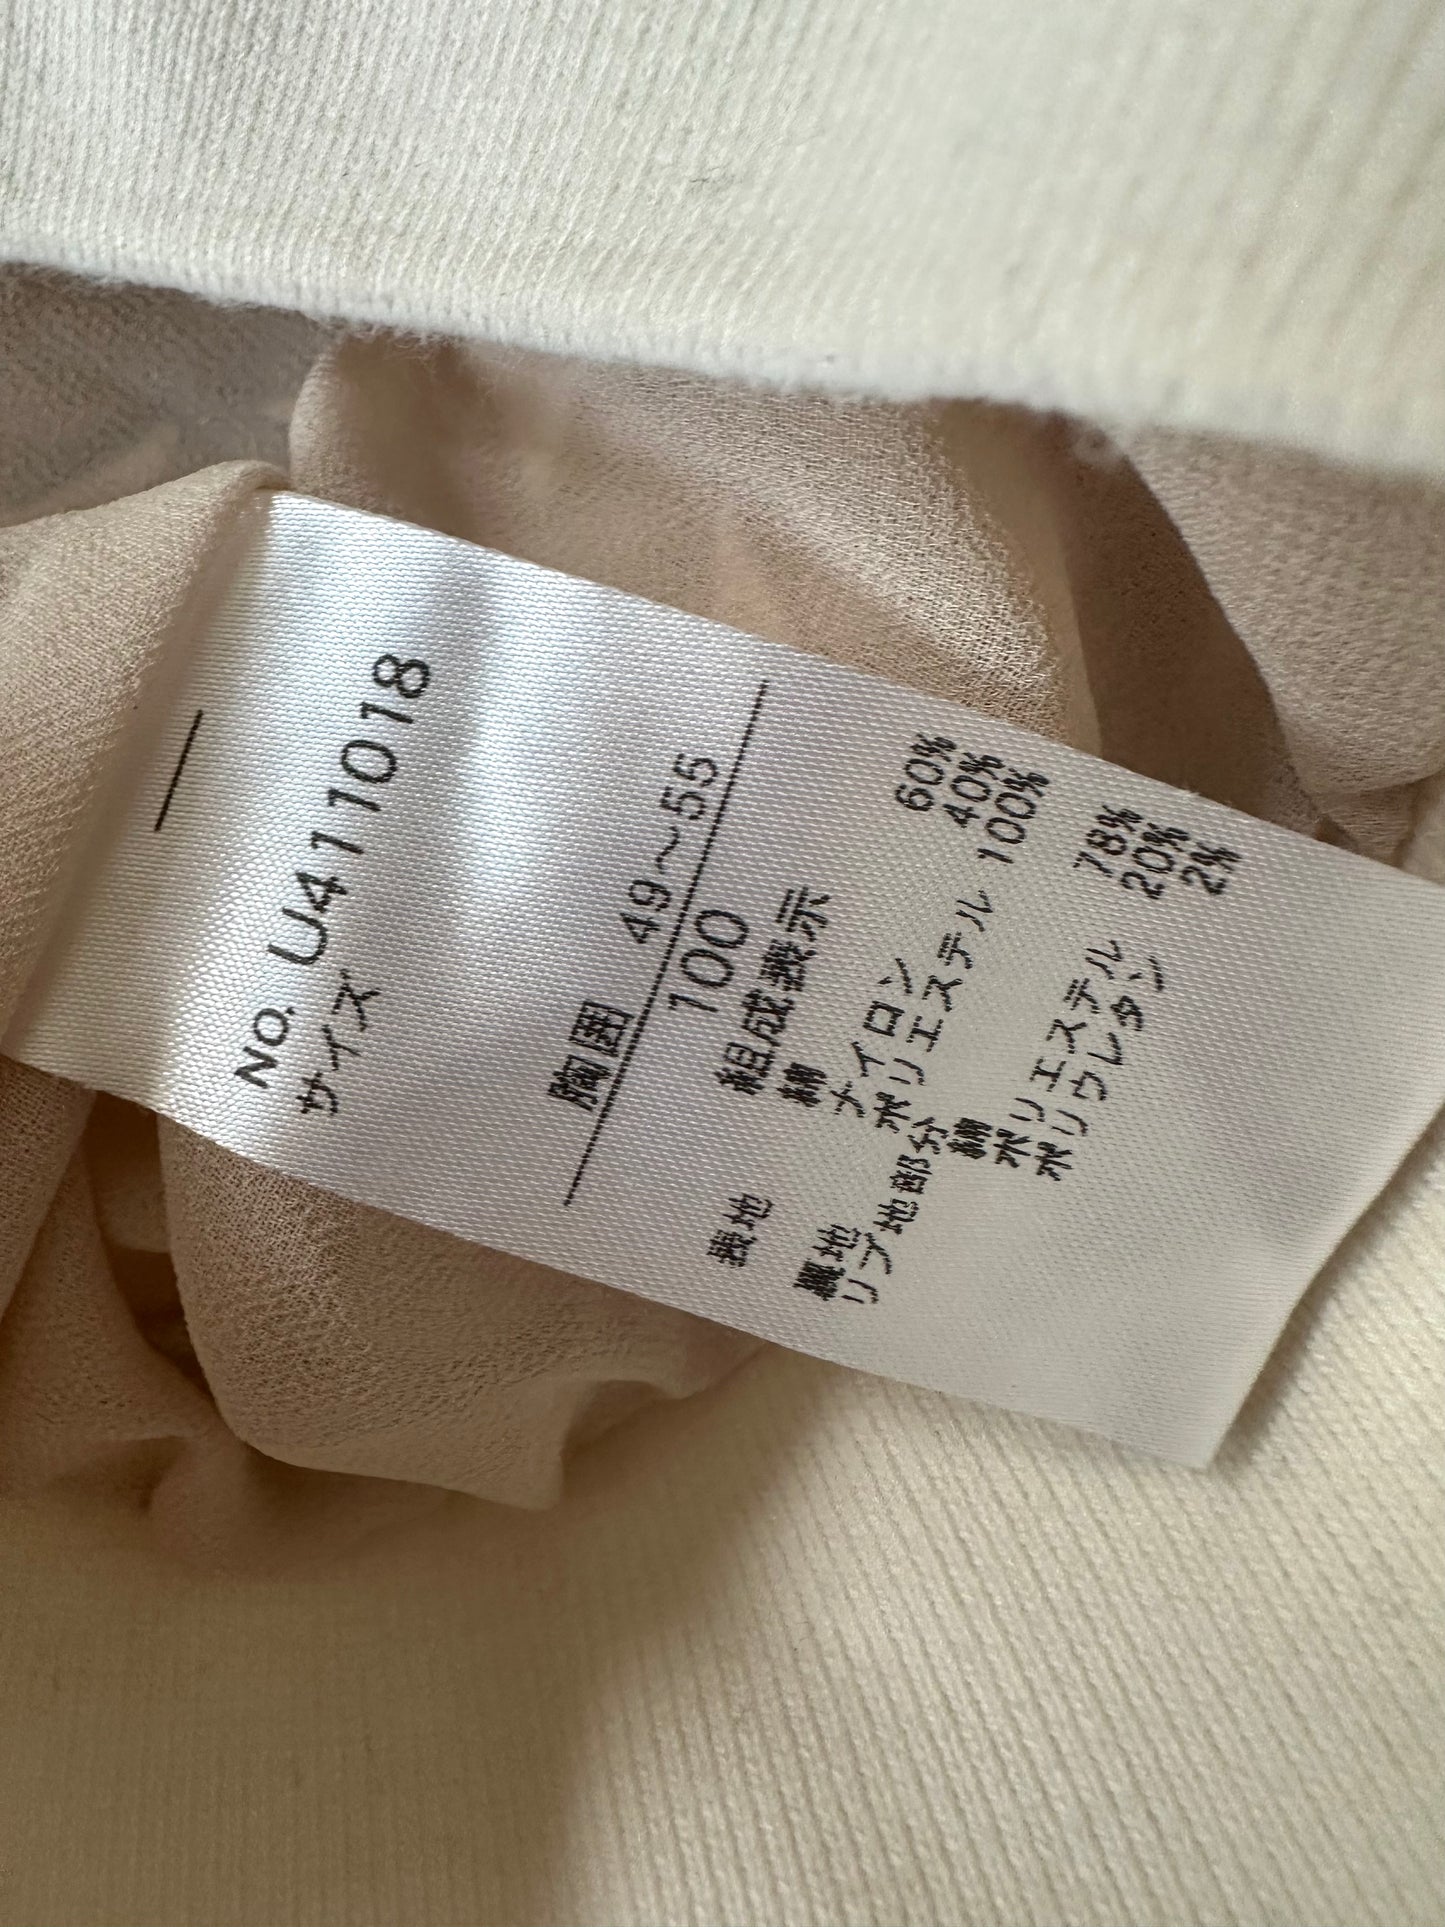 NO. U411018
サイズ
胸囲 49~55
100
組成表示
表地 綿 60%
ナイロン 40%
裏地 ポリエステル 100%
リブ地部分
綿 78%
ポリエステル 20%
ポリウレタン 2%